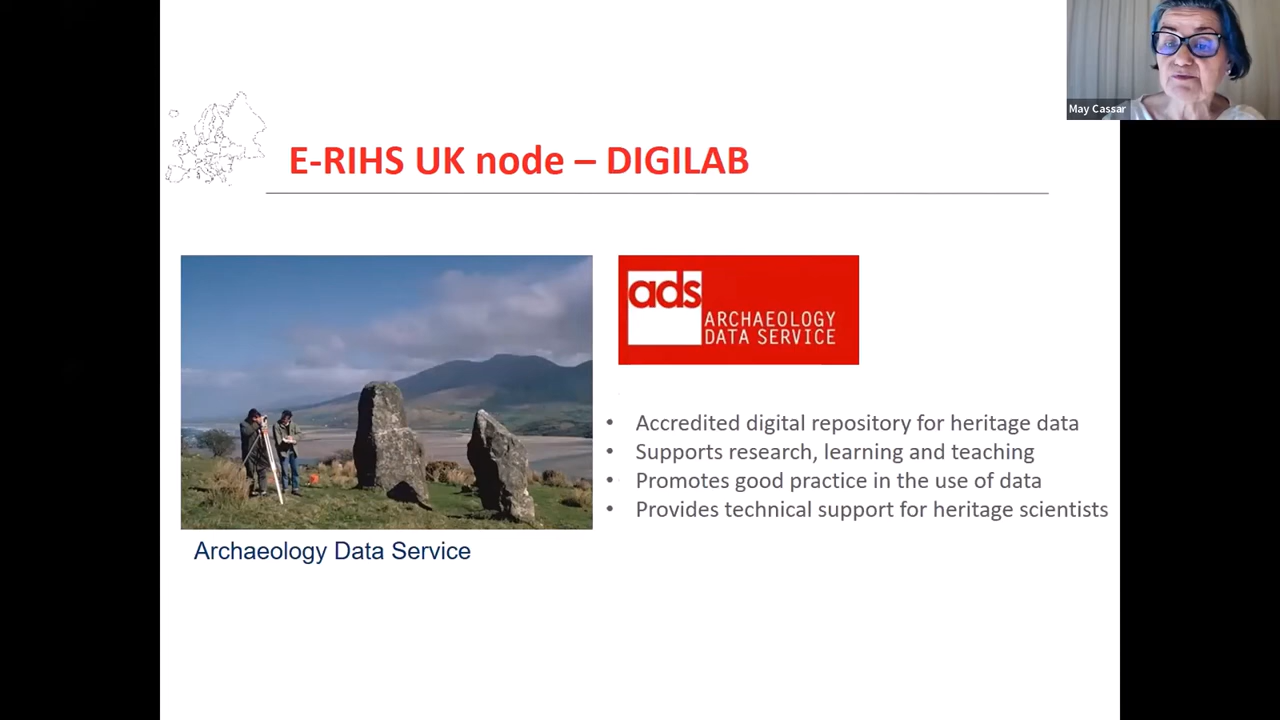 May Cassar
E-RIHS UK node – DIGILAB
ads
ARCHAEOLOGY
DATA SERVICE
• Accredited digital repository for heritage data
• Supports research, learning and teaching
• Promotes good practice in the use of data
• Provides technical support for heritage scientists
Archaeology Data Service